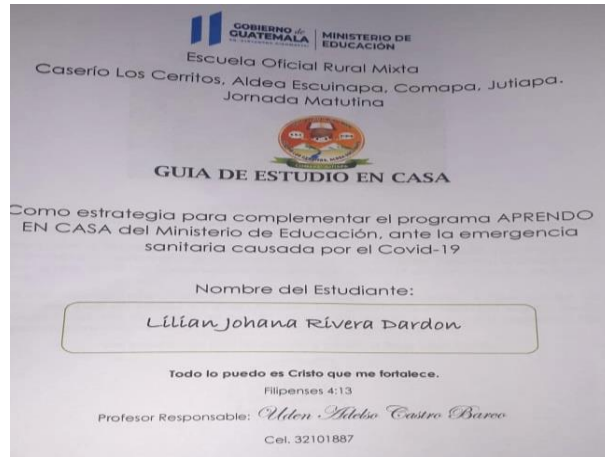 GOBIERNO de
GUATEMALA
MINISTERIO DE
EDUCACIÓN
Escuela Oficial Rural Mixta
Caserío Los Cerritos, Aldea Escuinapa, Comapa, Jutiapa.
Jornada Matutina
GUIA DE ESTUDIO EN CASA
Como estrategia para complementar el programa APRENDO
EN CASA del Ministerio de Educación, ante la emergencia
sanitaria causada por el Covid-19
Nombre del Estudiante:
Lilian Johana Rivera Dardon
Todo lo puedo es Cristo que me fortalece.
Filipenses 4:13
Profesor Responsable: Uden Adelso Castro Barco
Cel. 32101887